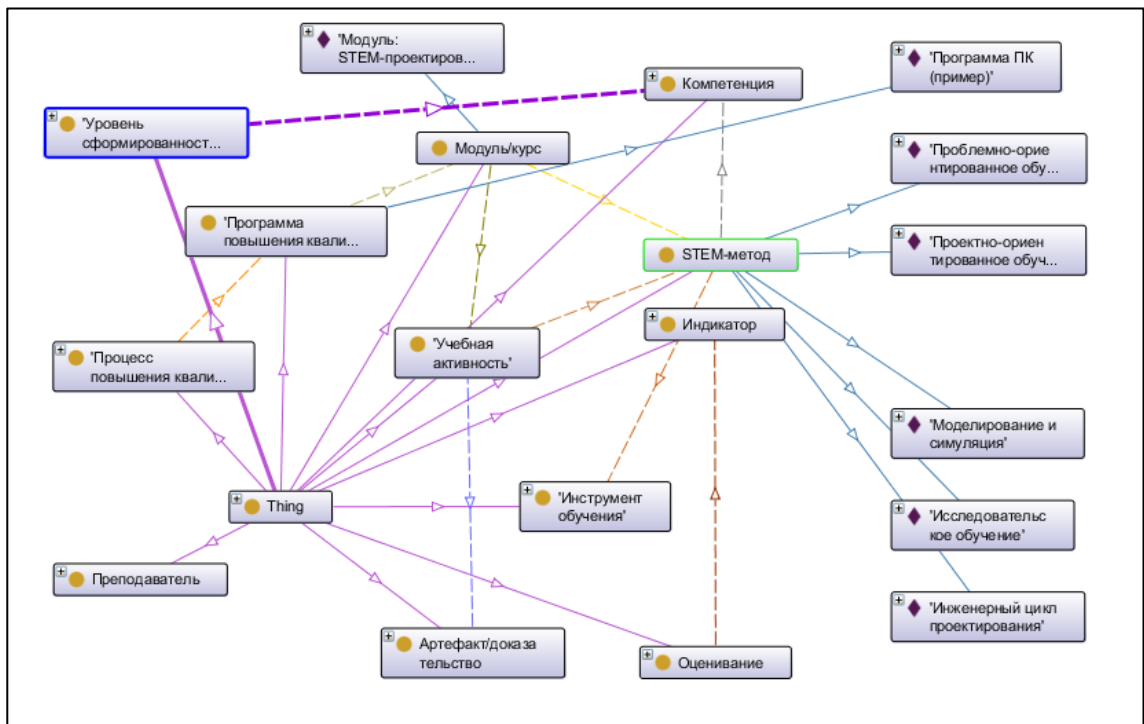 'Модуль:
STEM-проектиров...
'Программа ПК
(пример)'
Компетенция
'Уровень
сформированност...
Модуль/курс
'Проблемно-орие
нтированное обу...
'Программа
повышения квали...
'Проектно-ориен
тированное обуч...
STEM-метод
Индикатор
'Процесс
повышения квали...
'Учебная
активность'
'Моделирование и
симуляция'
Thing
'Инструмент
обучения'
'Исследовательс
кое обучение'
Преподаватель
'Инженерный цикл
проектирования'
Артефакт/доказа
тельство
Оценивание